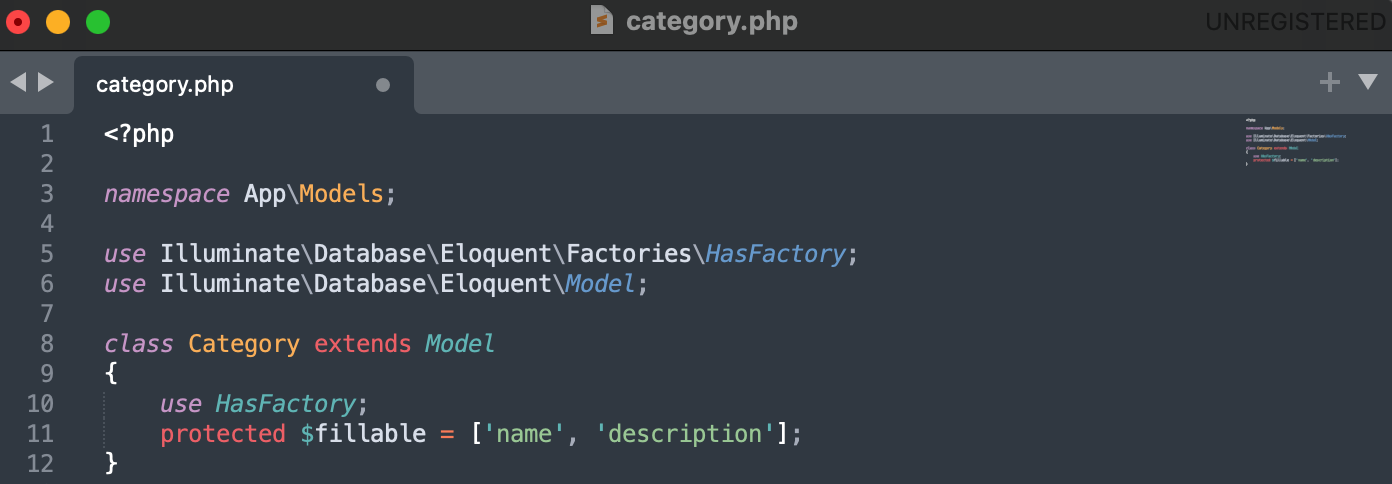 category.php
UNREGISTERED
category.php
1 <?php
2
3 namespace App\Models;
4
5 use Illuminate\Database\Eloquent\Factories\HasFactory;
6 use Illuminate\Database\Eloquent\Model;
7
8 class Category extends Model
9 {
10     use HasFactory;
11     protected $fillable = ['name', 'description'];
12 }